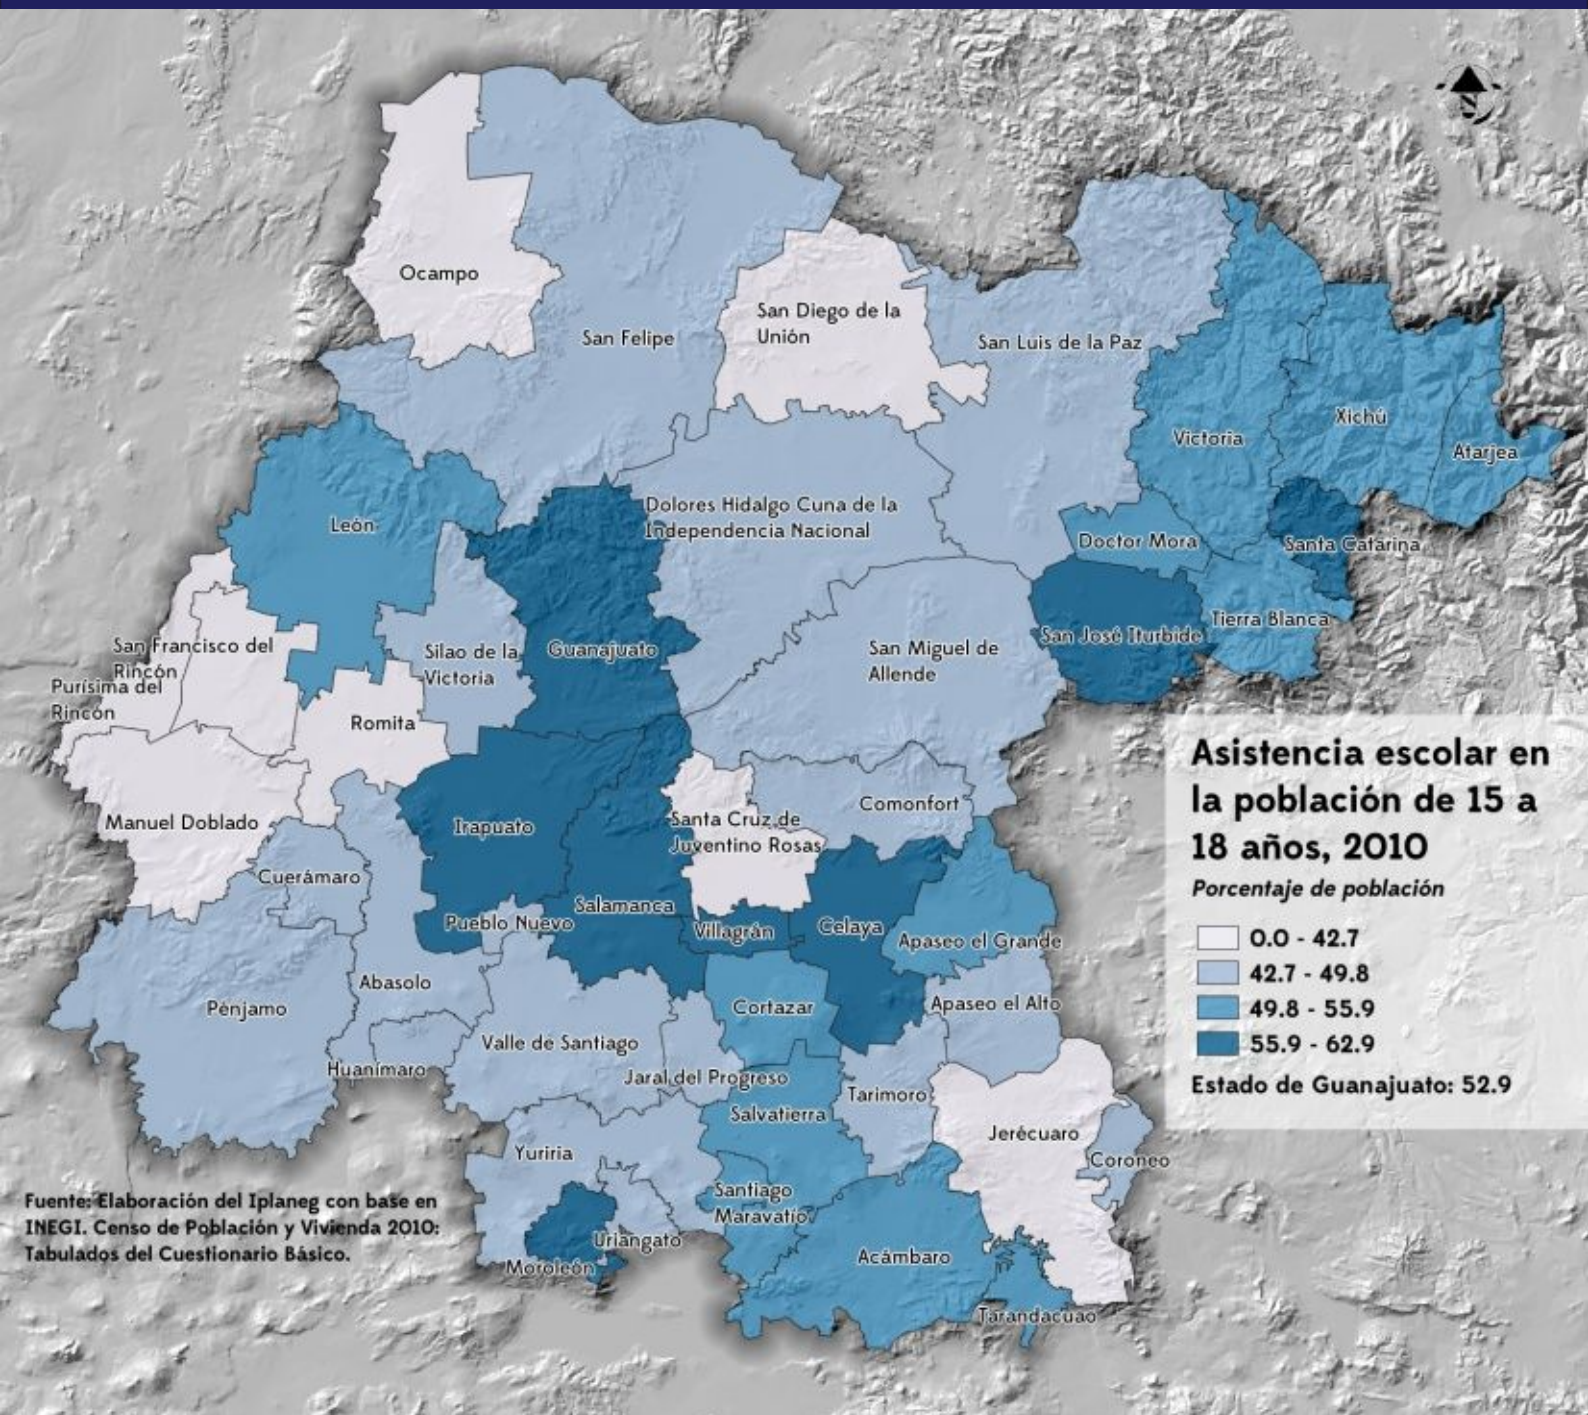 Ocampo
San Felipe
San Diego de la
Unión
San Luis de la Paz
Victoria
Xichú
Atarjea
León
Dolores Hidalgo Cuna de la
Independencia Nacional
Doctor Mora
Santa Catarina
Tierra Blanca
San José Iturbide
San Miguel de
Allende
Guanajuato
Silao de la
Victoria
San Francisco del
Rincón
Purísima del
Rincón
Romita
Manuel Doblado
Irapuato
Santa Cruz de
Juventino Rosas
Comonfort
Cuerámaro
Pueblo Nuevo
Salamanca
Villagrán
Celaya
Apaseo el Grande
Abasolo
Pénjamo
Cortazar
Apaseo el Alto
Valle de Santiago
Huanímaro
Jaral del Progreso
Tarimoro
Salvatierra
Jerécuaro
Coroneo
Yuriria
Santiago
Maravatío
Uriangato
Moroleón
Acámbaro
Tarandacuao
Asistencia escolar en
la población de 15 a
18 años, 2010
Porcentaje de población
0.0 - 42.7
42.7 - 49.8
49.8 - 55.9
55.9 - 62.9
Estado de Guanajuato: 52.9
Fuente: Elaboración del Iplaneg con base en
INEGI. Censo de Población y Vivienda 2010:
Tabulados del Cuestionario Básico.